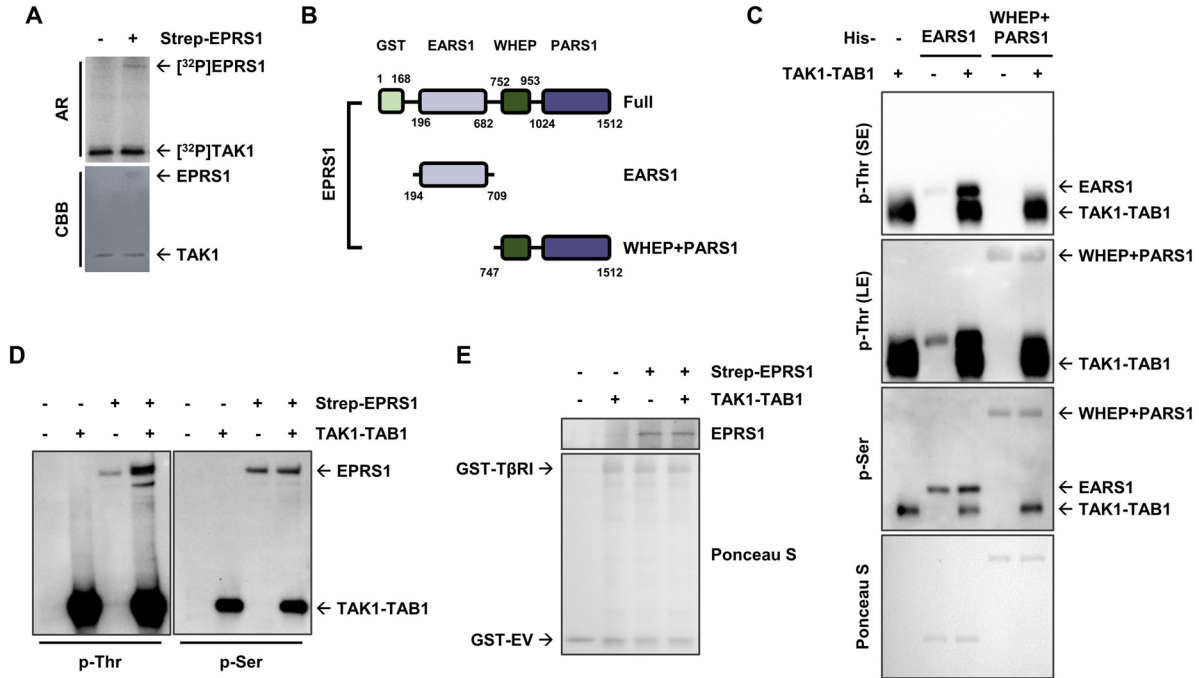 A
- + Strep-EPRS1
AR
← [³²P]EPRS1
← [³²P]TAK1
CBB
← EPRS1
← TAK1
B
GST EARS1 WHEP PARS1
1 168 752 953
Full
196 682 1024 1512
EPRS1
EARS1
194 709
WHEP+PARS1
747 1512
C
His- - EARS1 WHEP+
PARS1
TAK1-TAB1 + - + - +
p-Thr (SE)
← EARS1
← TAK1-TAB1
p-Thr (LE)
← WHEP+PARS1
← TAK1-TAB1
p-Ser
← WHEP+PARS1
← EARS1
← TAK1-TAB1
Ponceau S
D
- - + + - - + + Strep-EPRS1
- + - + - + - + TAK1-TAB1
← EPRS1
← TAK1-TAB1
p-Thr p-Ser
E
- - + + Strep-EPRS1
- + - + TAK1-TAB1
EPRS1
GST-TβRI →
Ponceau S
GST-EV →